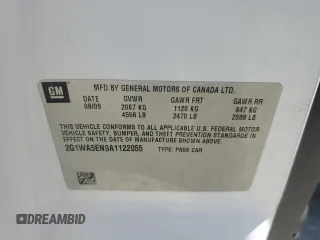 GM
MFD BY GENERAL MOTORS OF CANADA LTD.
DATE GVWR GAWR FRT GAWR RR
08/09 2067 KG 1120 KG 947 KG
4558 LB 2470 LB 2088 LB
THIS VEHICLE CONFORMS TO ALL APPLICABLE U.S. FEDERAL MOTOR
VEHICLE SAFETY, BUMPER, AND THEFT PREVENTION STANDARDS
IN EFFECT ON THE DATE OF MANUFACTURE SHOWN ABOVE.
2G1WA5EN9A1122055 TYPE: PASS CAR
DREAMBID